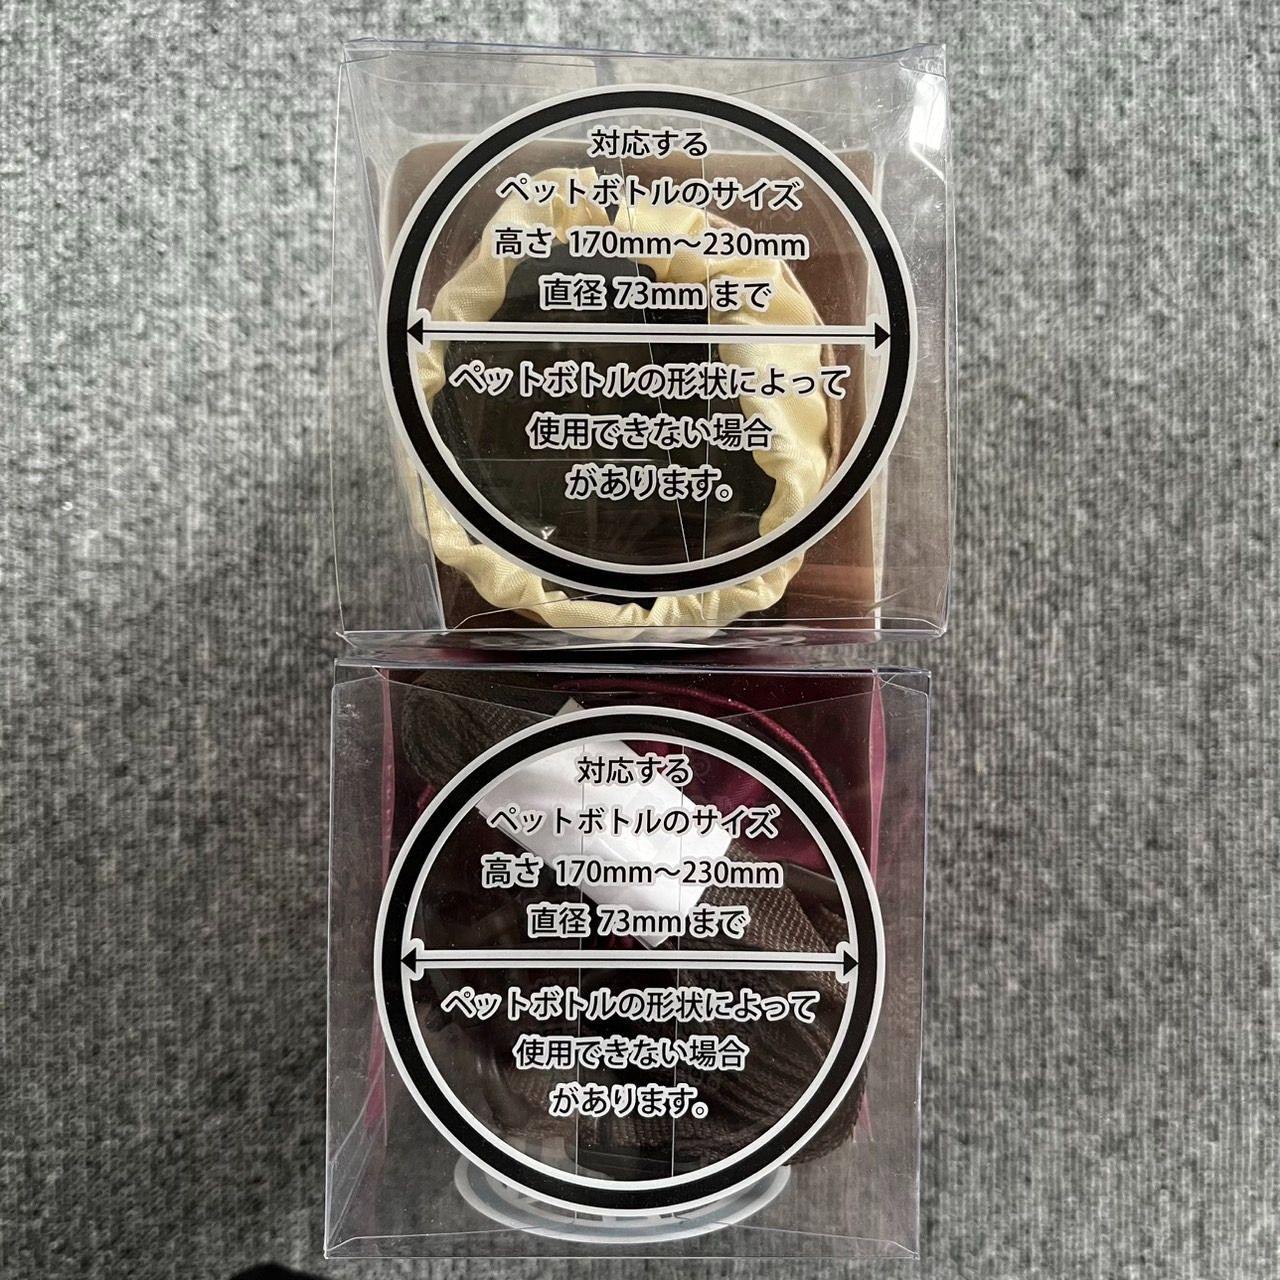 対応する
ペットボトルのサイズ
高さ 170mm～230mm
直径 73mm まで
ペットボトルの形状によって
使用できない場合
があります。
対応する
ペットボトルのサイズ
高さ 170mm～230mm
直径 73mm まで
ペットボトルの形状によって
使用できない場合
があります。